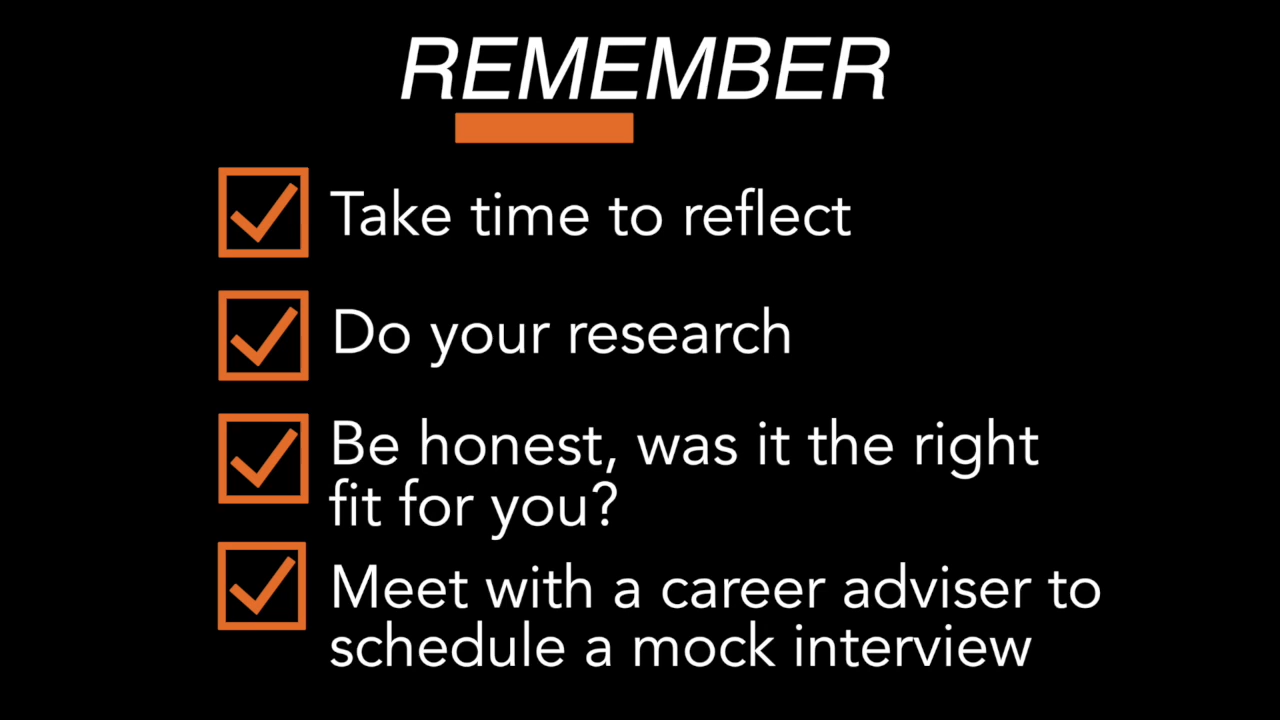 REMEMBER
Take time to reflect
Do your research
Be honest, was it the right
fit for you?
Meet with a career adviser to
schedule a mock interview